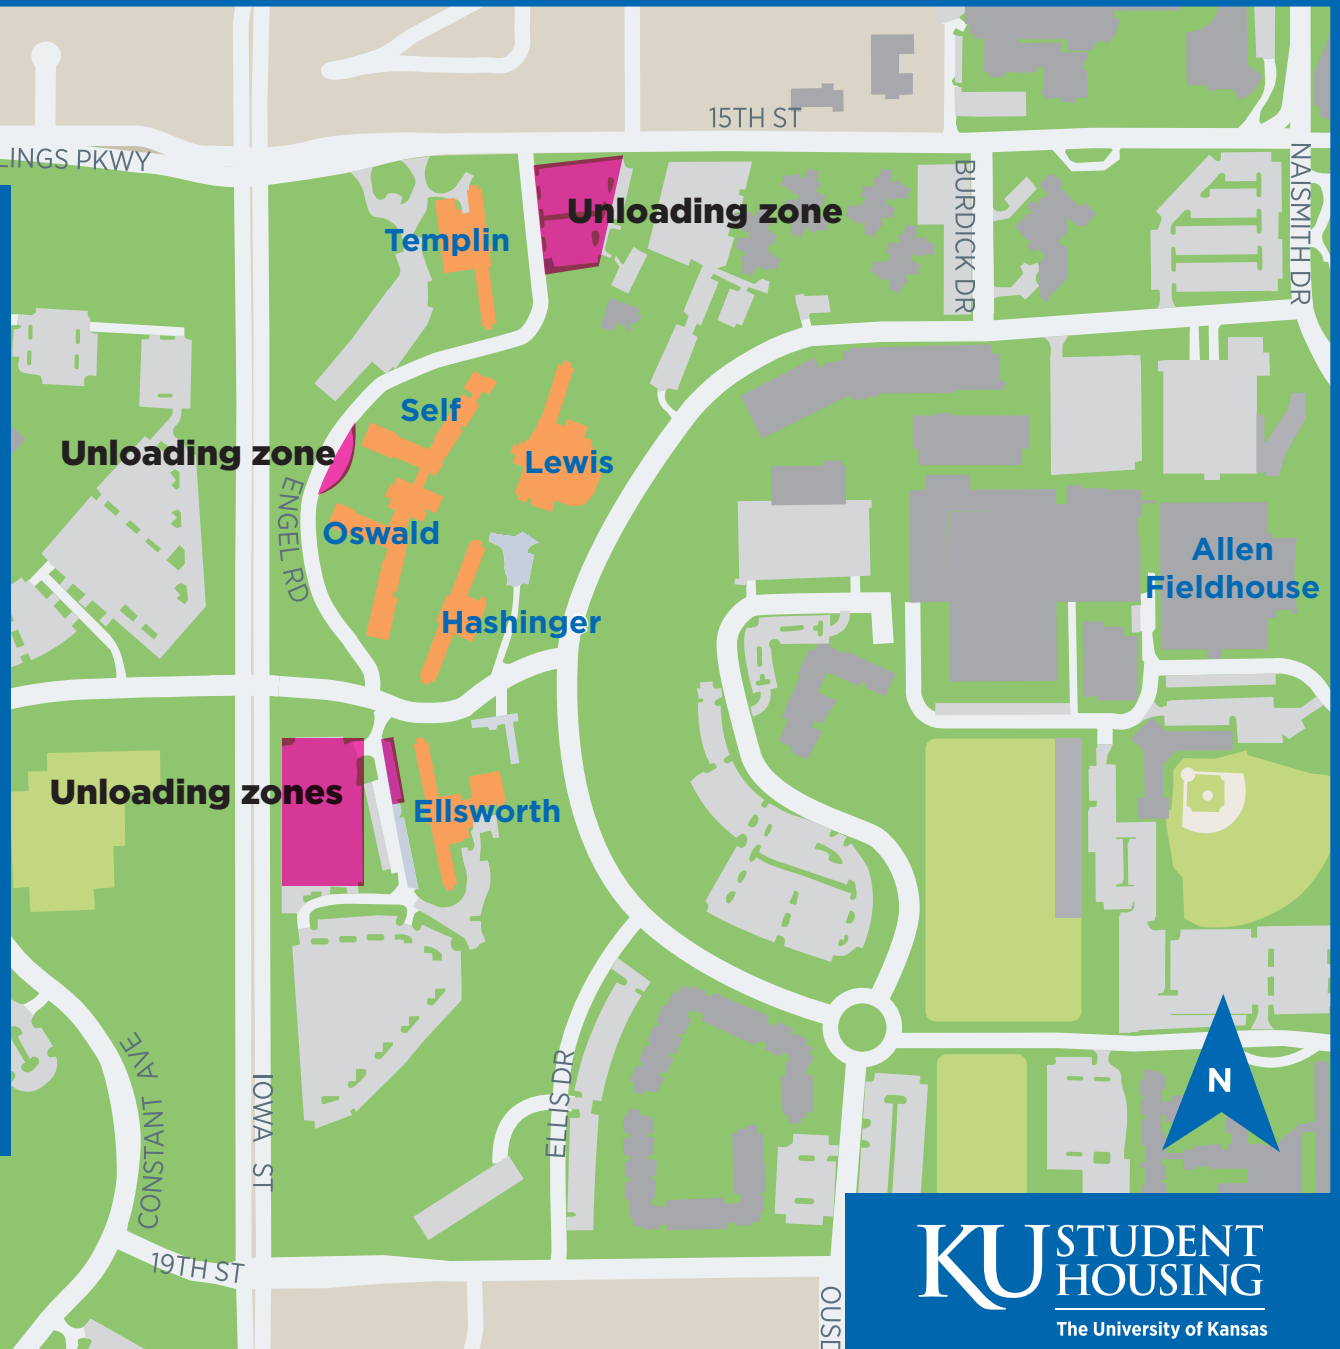 15TH ST
LINGS PKWY
NAISMITH DR
BURDICK DR
Unloading zone
Templin
Self
Unloading zone
Lewis
ENGEL RD
Oswald
Allen
Fieldhouse
Hashinger
Unloading zones
Ellsworth
CONSTANT AVE
IOWA ST
ELLIS DR
N
19TH ST
KU STUDENT
HOUSING
The University of Kansas